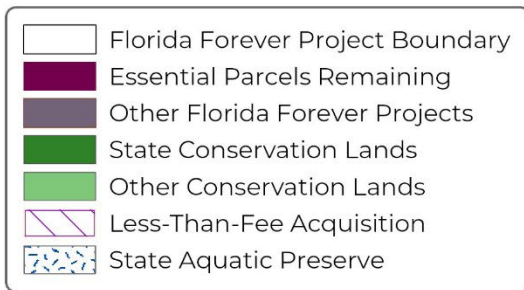 Florida Forever Project Boundary
Essential Parcels Remaining
Other Florida Forever Projects
State Conservation Lands
Other Conservation Lands
Less-Than-Fee Acquisition
State Aquatic Preserve